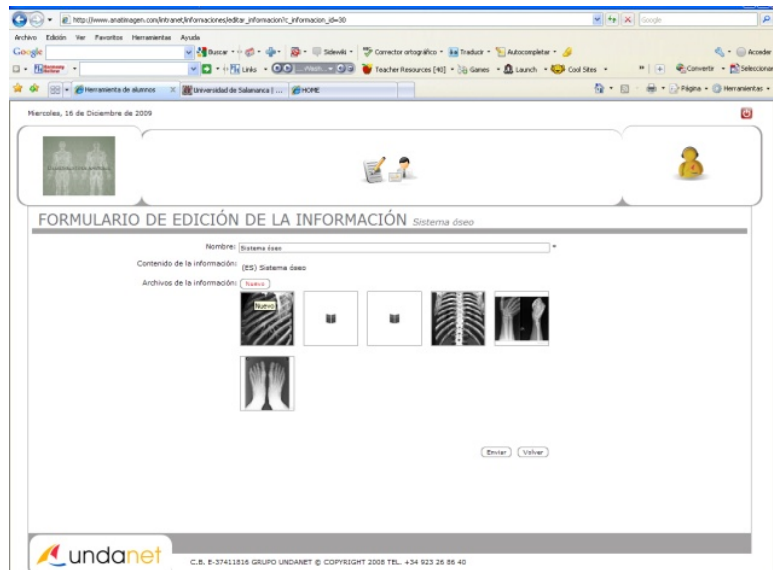 http://www.anatimagen.com/intranet/informaciones/editar_informacion?c_informacion_id=30
Google
Archivo Edición Ver Favoritos Herramientas Ayuda
Google Buscar Sidewiki Corrector ortográfico Traducir Autocompletar Acceder
Links Teacher Resources [40] Games Launch Cool Sites Convertir Seleccionar
Herramienta de alumnos Universidad de Salamanca | ... HOME Página Herramientas
Miercoles, 16 de Diciembre de 2009
FORMULARIO DE EDICIÓN DE LA INFORMACIÓN Sistema óseo
Nombre: Sistema óseo *
Contenido de la información: (ES) Sistema óseo
Archivos de la información: Nuevo
Nuevo
Enviar Volver
undanet
C.B. E-37411816 GRUPO UNDANET © COPYRIGHT 2008 TEL. +34 923 26 86 40